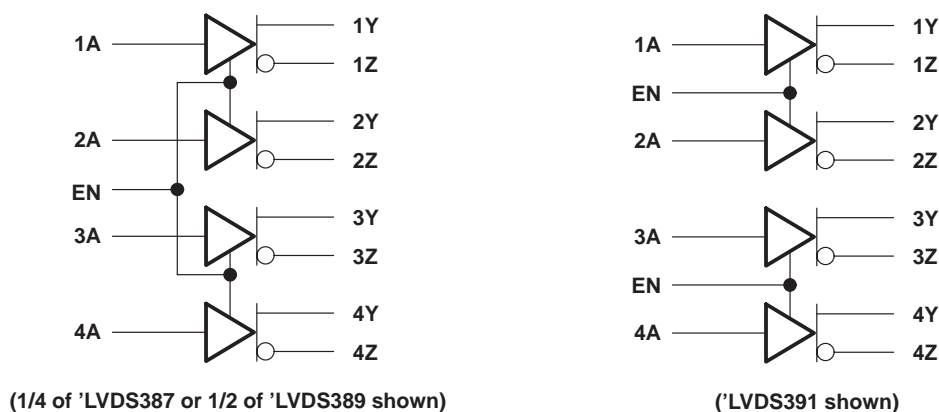 1A
1Y
1Z
2A
2Y
2Z
EN
3A
3Y
3Z
4A
4Y
4Z
(1/4 of ’LVDS387 or 1/2 of ’LVDS389 shown)
1A
1Y
1Z
EN
2A
2Y
2Z
3A
3Y
3Z
EN
4A
4Y
4Z
(’LVDS391 shown)